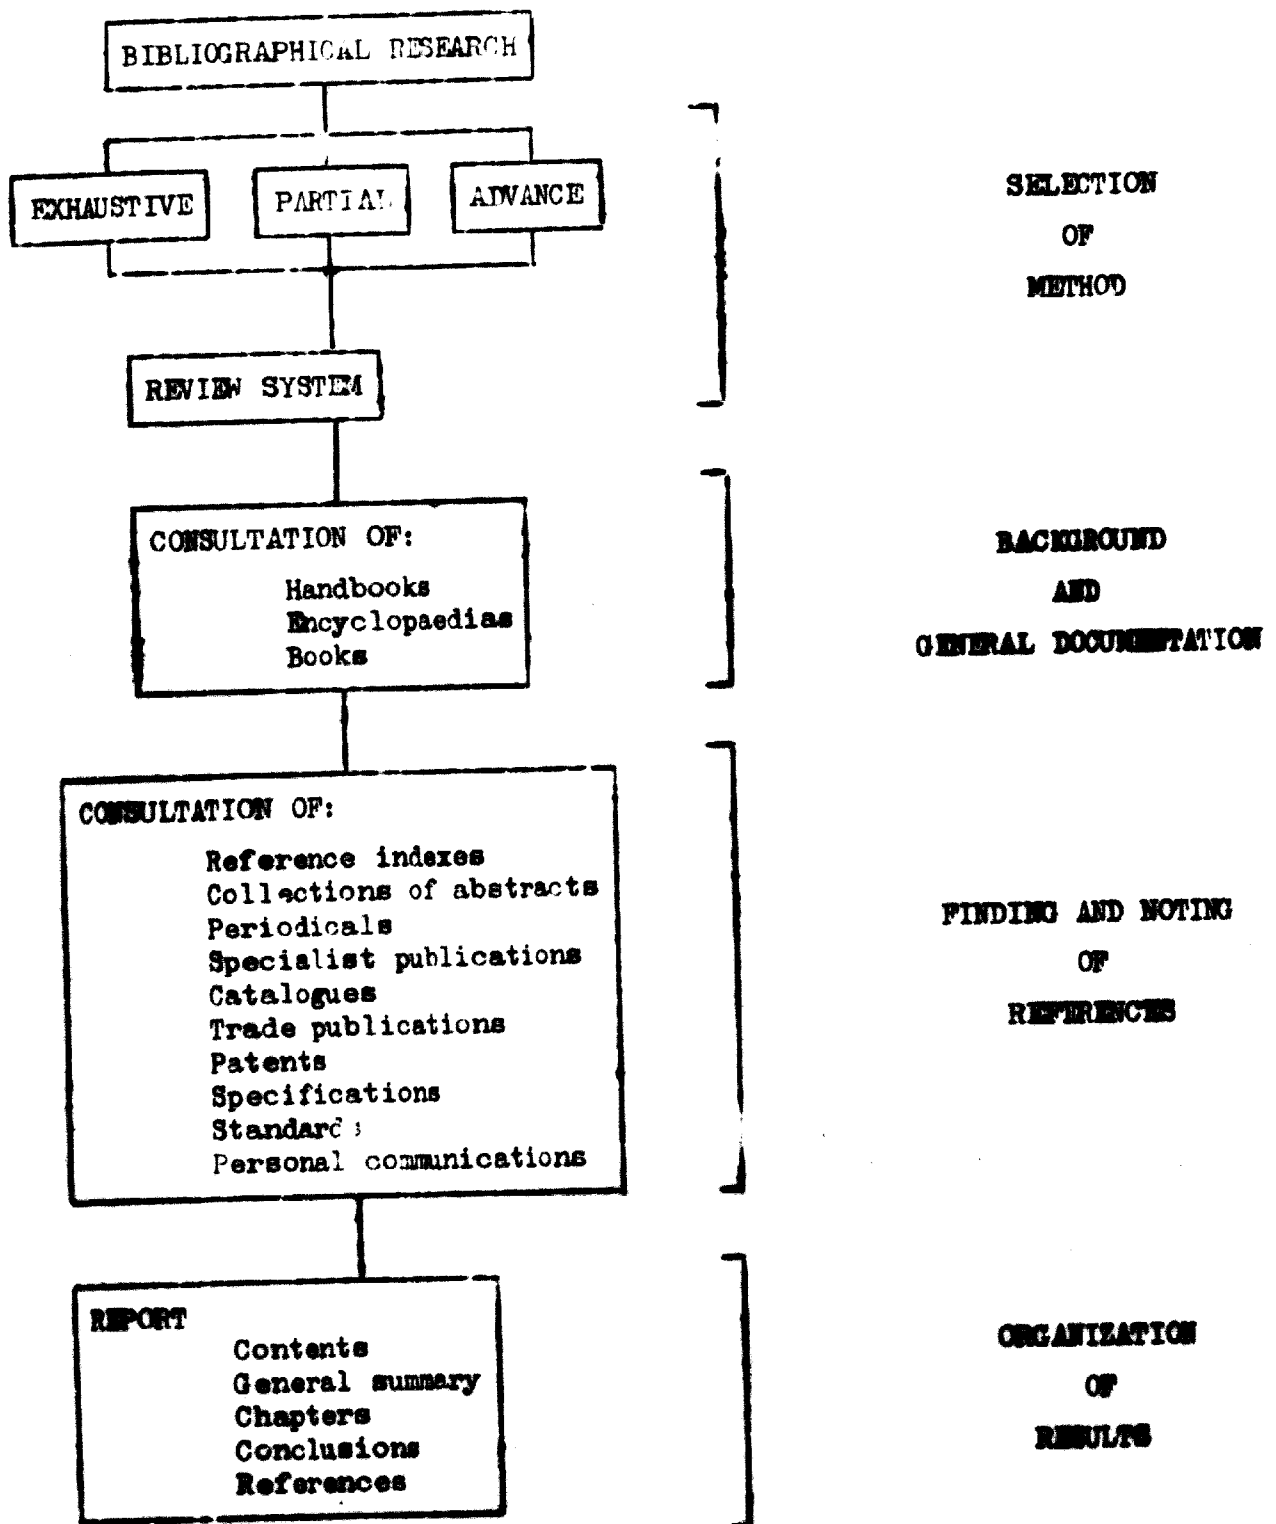 BIBLIOGRAPHICAL RESEARCH
EXHAUSTIVE
PARTIAL
ADVANCE
SELECTION
OF
METHOD
REVIEW SYSTEM
CONSULTATION OF:
Handbooks
Encyclopaedias
Books
BACKGROUND
AND
GENERAL DOCUMENTATION
CONSULTATION OF:
Reference indexes
Collections of abstracts
Periodicals
Specialist publications
Catalogues
Trade publications
Patents
Specifications
Standards
Personal communications
FINDING AND NOTING
OF
REFERENCES
REPORT
Contents
General summary
Chapters
Conclusions
References
ORGANIZATION
OF
RESULTS